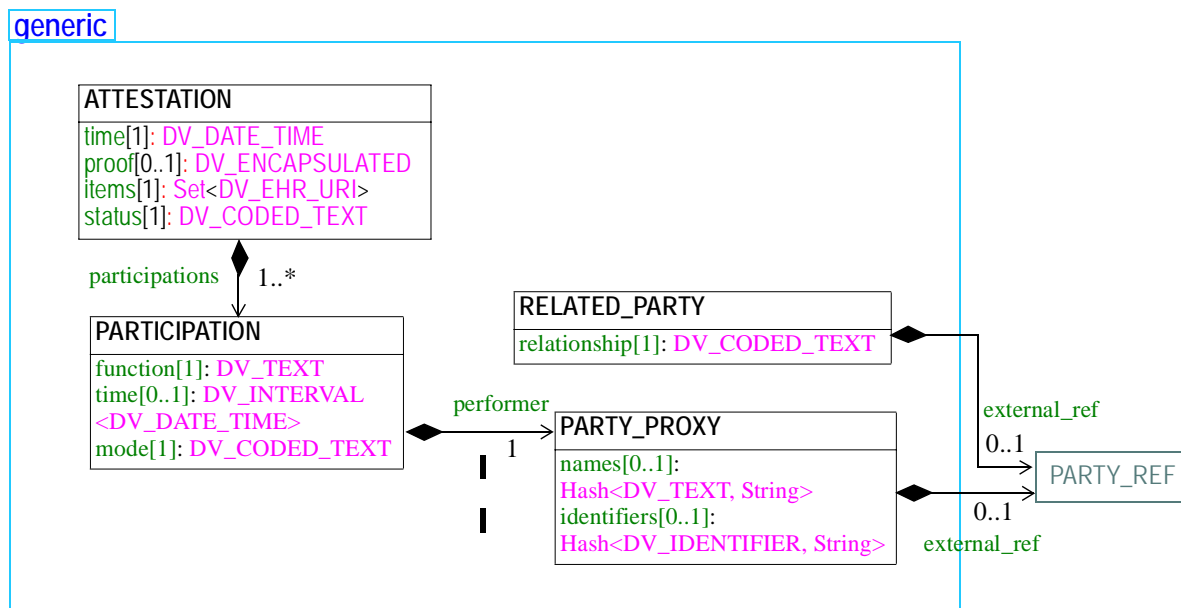 generic
ATTESTATION
time[1]: DV_DATE_TIME
proof[0..1]: DV_ENCAPSULATED
items[1]: Set<DV_EHR_URI>
status[1]: DV_CODED_TEXT
participations
1..*
PARTICIPATION
function[1]: DV_TEXT
time[0..1]: DV_INTERVAL
<DV_DATE_TIME>
mode[1]: DV_CODED_TEXT
RELATED_PARTY
relationship[1]: DV_CODED_TEXT
performer
1
PARTY_PROXY
names[0..1]:
Hash<DV_TEXT, String>
identifiers[0..1]:
Hash<DV_IDENTIFIER, String>
external_ref
0..1
PARTY_REF
0..1
external_ref